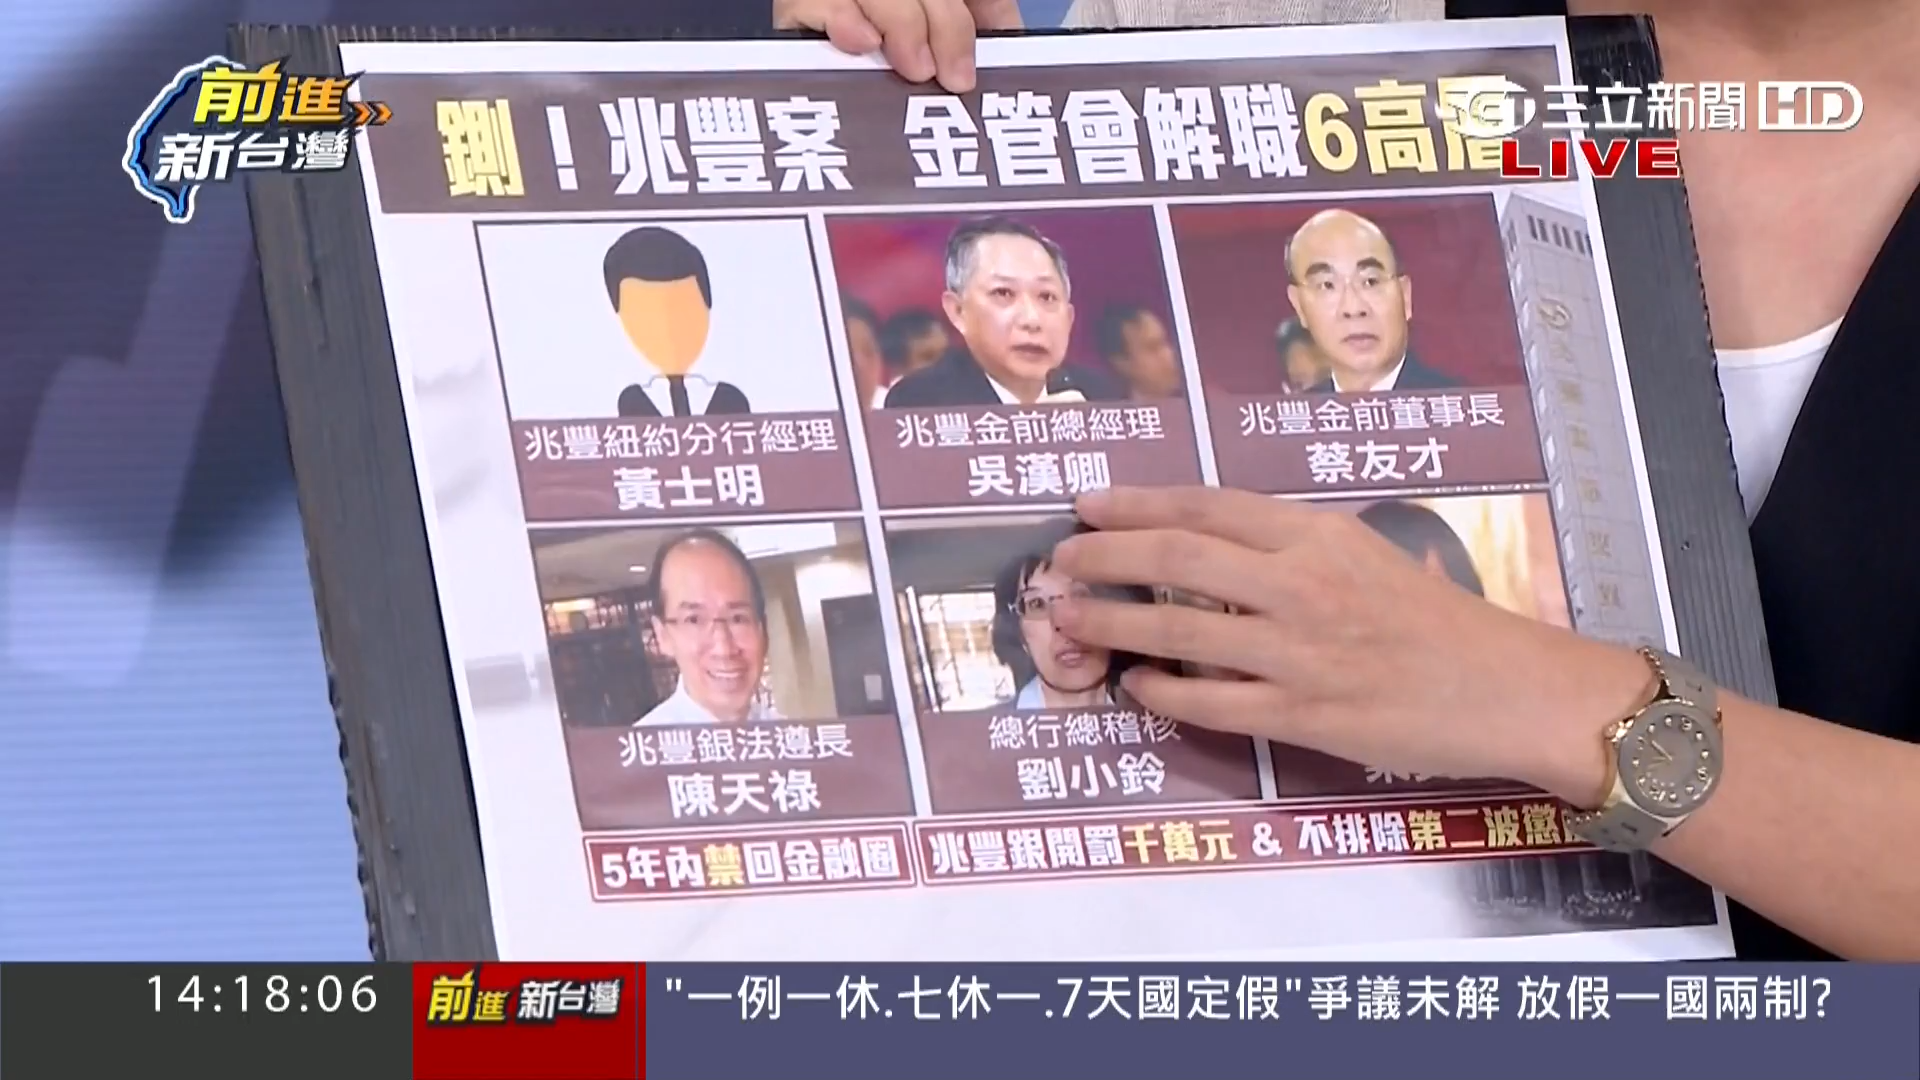 前進
新台灣
鍘！兆豐案 金管會解職6高層
SET 三立新聞 HD
LIVE
兆豐紐約分行經理
黃士明
兆豐金前總經理
吳漢卿
兆豐金前董事長
蔡友才
兆豐銀法遵長
陳天祿
總行總稽核
劉小鈴
5年內禁回金融圈
兆豐銀開罰千萬元 & 不排除第二波懲
14:18:06
前進新台灣
"一例一休.七休一.7天國定假"爭議未解 放假一國兩制?